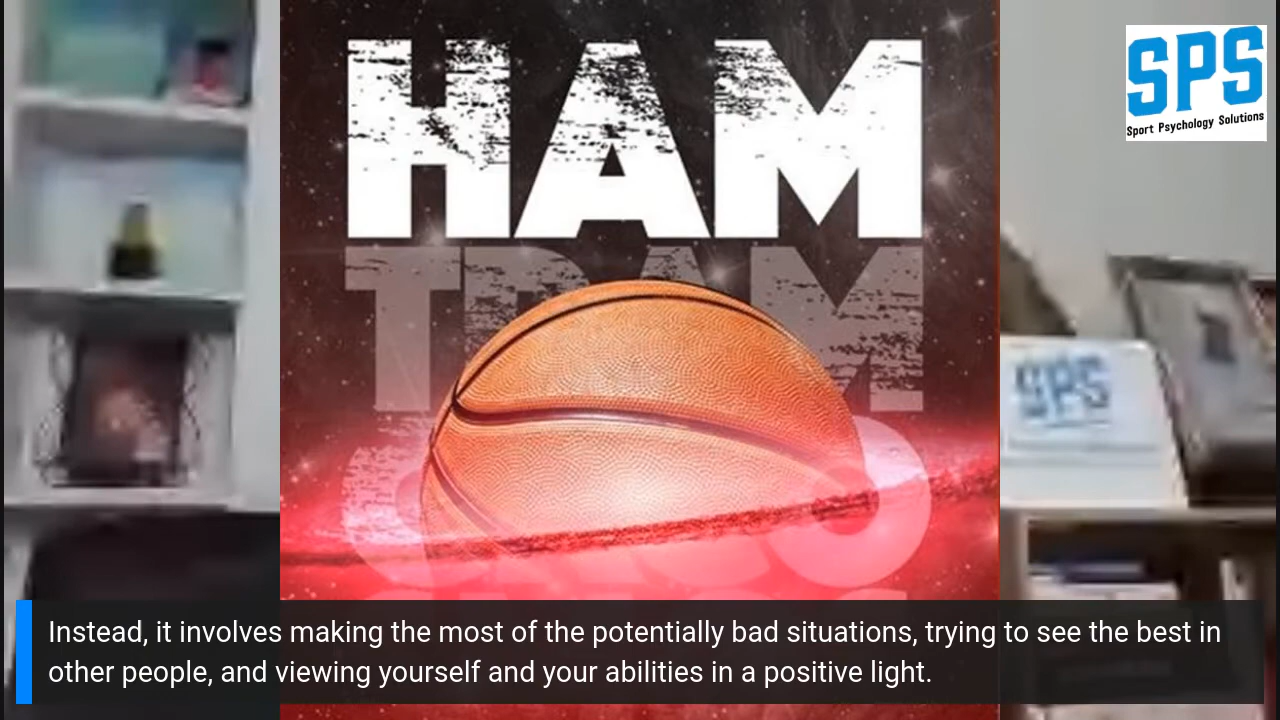 HAM
SPS
Sport Psychology Solutions
SPS
Instead, it involves making the most of the potentially bad situations, trying to see the best in
other people, and viewing yourself and your abilities in a positive light.